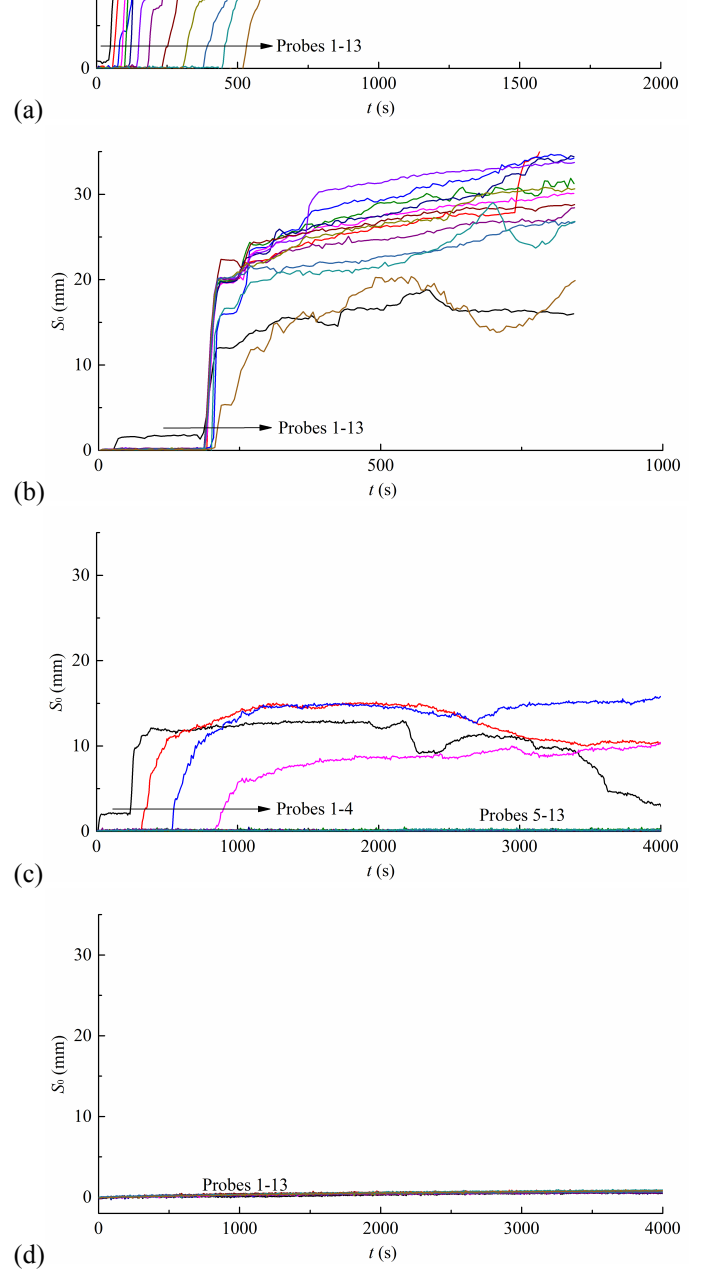 Probes 1-13
0
0 500 1000 1500 2000
t (s)
(a)
30
20
S₀ (mm)
10
Probes 1-13
0
0 500 1000
t (s)
(b)
30
20
S₀ (mm)
10
Probes 1-4
Probes 5-13
0
0 1000 2000 3000 4000
t (s)
(c)
30
20
S₀ (mm)
10
Probes 1-13
0
0 1000 2000 3000 4000
t (s)
(d)